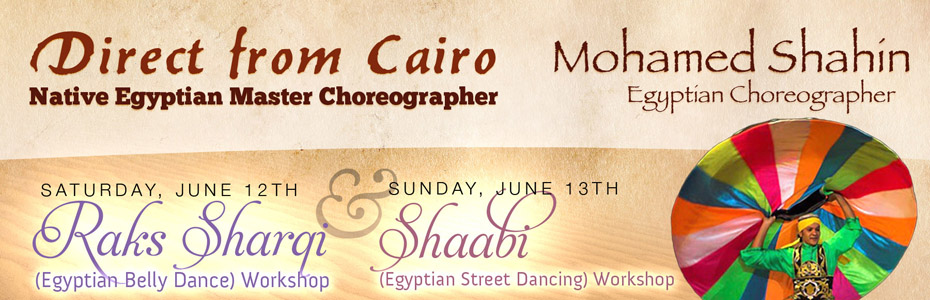 Direct from Cairo
Native Egyptian Master Choreographer
Mohamed Shahin
Egyptian Choreographer
SATURDAY, JUNE 12TH
Raks Sharqi
(Egyptian Belly Dance) Workshop
&
SUNDAY, JUNE 13TH
Shaabi
(Egyptian Street Dancing) Workshop